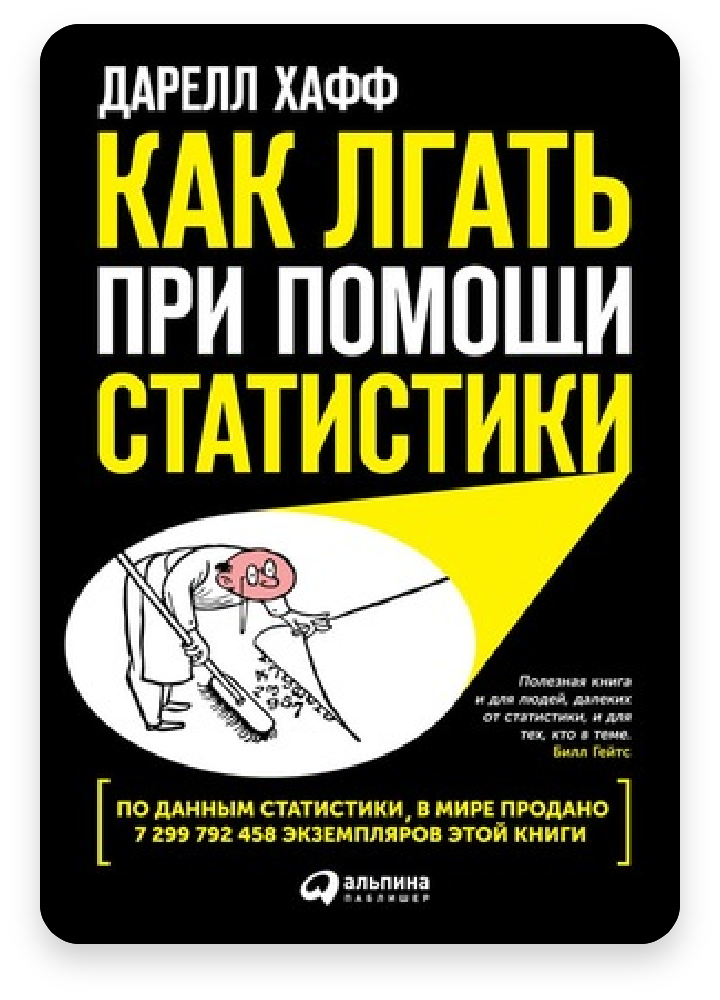 ДАРЕЛЛ ХАФФ
КАК ЛГАТЬ
ПРИ ПОМОЩИ
СТАТИСТИКИ
Полезная книга
и для людей, далеких
от статистики, и для
тех, кто в теме.
Билл Гейтс
ПО ДАННЫМ СТАТИСТИКИ, В МИРЕ ПРОДАНО
7 299 792 458 ЭКЗЕМПЛЯРОВ ЭТОЙ КНИГИ
альпина
ПАБЛИШЕР